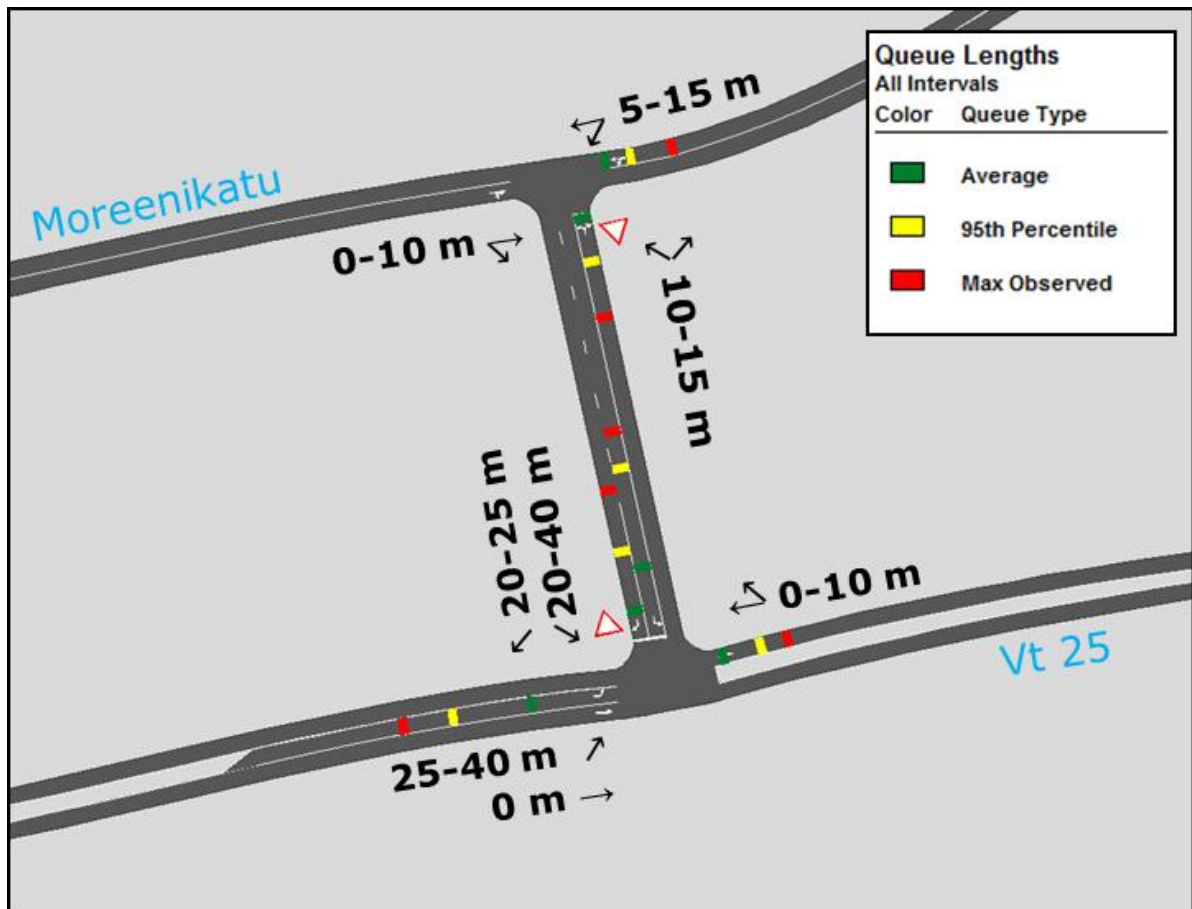 Queue Lengths
All Intervals
Color Queue Type
Average
95th Percentile
Max Observed
5-15 m
Moreenikatu
0-10 m
10-15 m
20-25 m
20-40 m
0-10 m
Vt 25
25-40 m
0 m